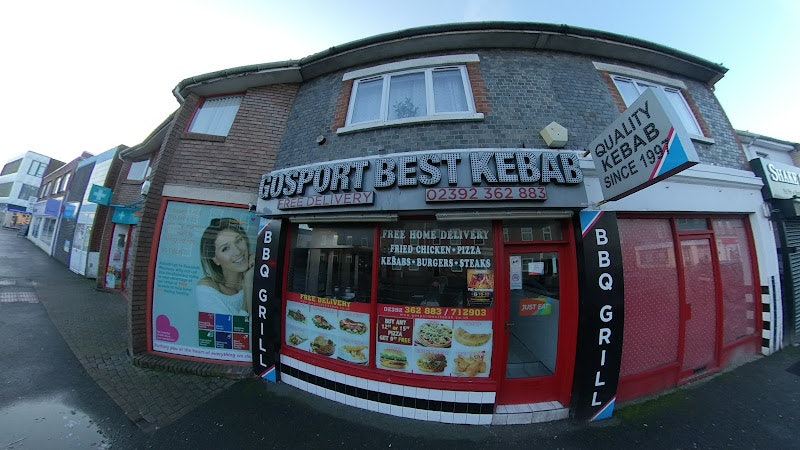 GOSPORT BEST KEBAB
FREE DELIVERY
02392 362 883
QUALITY
KEBAB
SINCE 1997
FREE HOME DELIVERY
FRIED CHICKEN • PIZZA
KEBABS • BURGERS • STEAKS
BBQ GRILL
FREE DELIVERY
02392 362 883 / 712903
BUY ANY
12" or 15"
PIZZA
GET 9" FREE
JUST EAT
BBQ GRILL